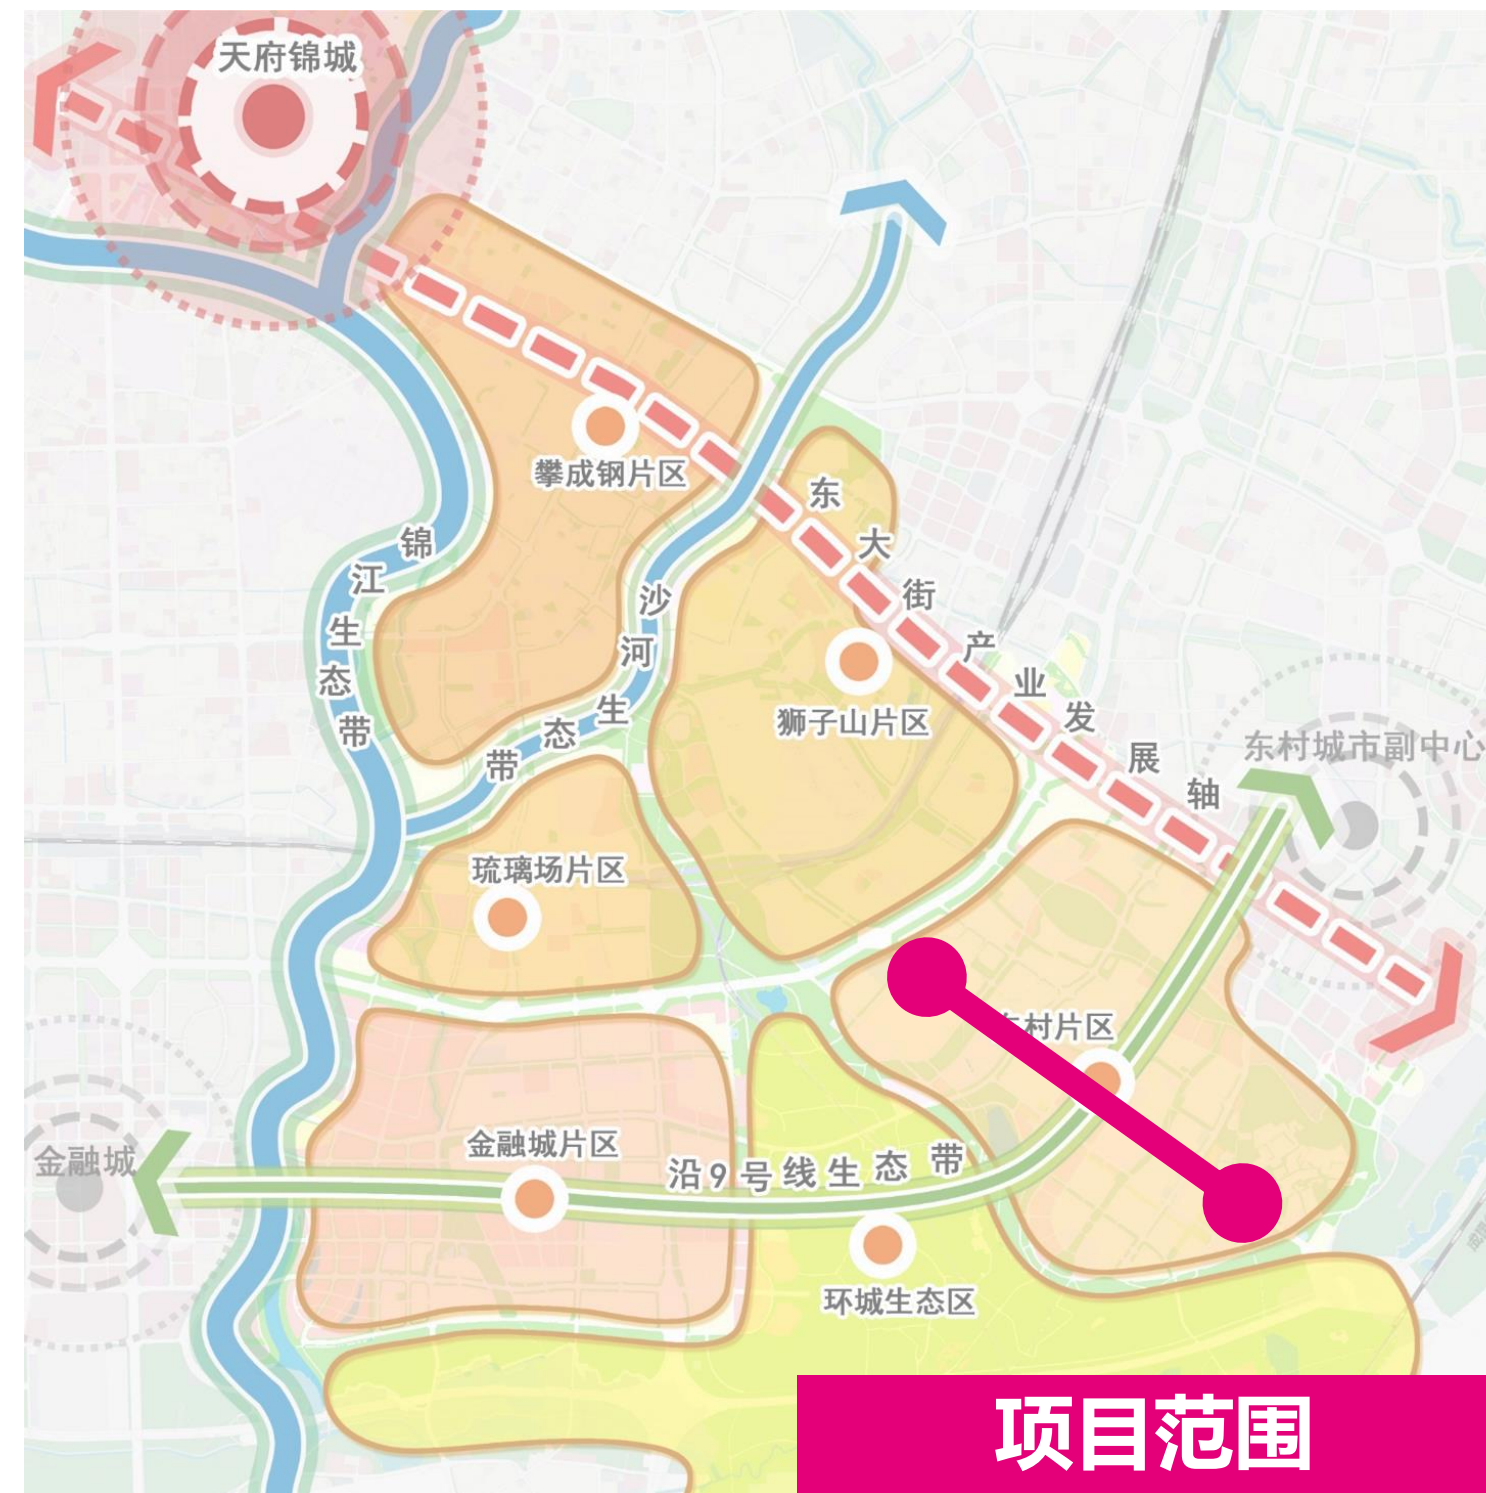 天府锦城
攀成钢片区
东大街产业发展轴
锦江生态带
沙河生态带
狮子山片区
东村城市副中心
琉璃场片区
村片区
金融城片区
金融城
沿9号线生态带
环城生态区
项目范围